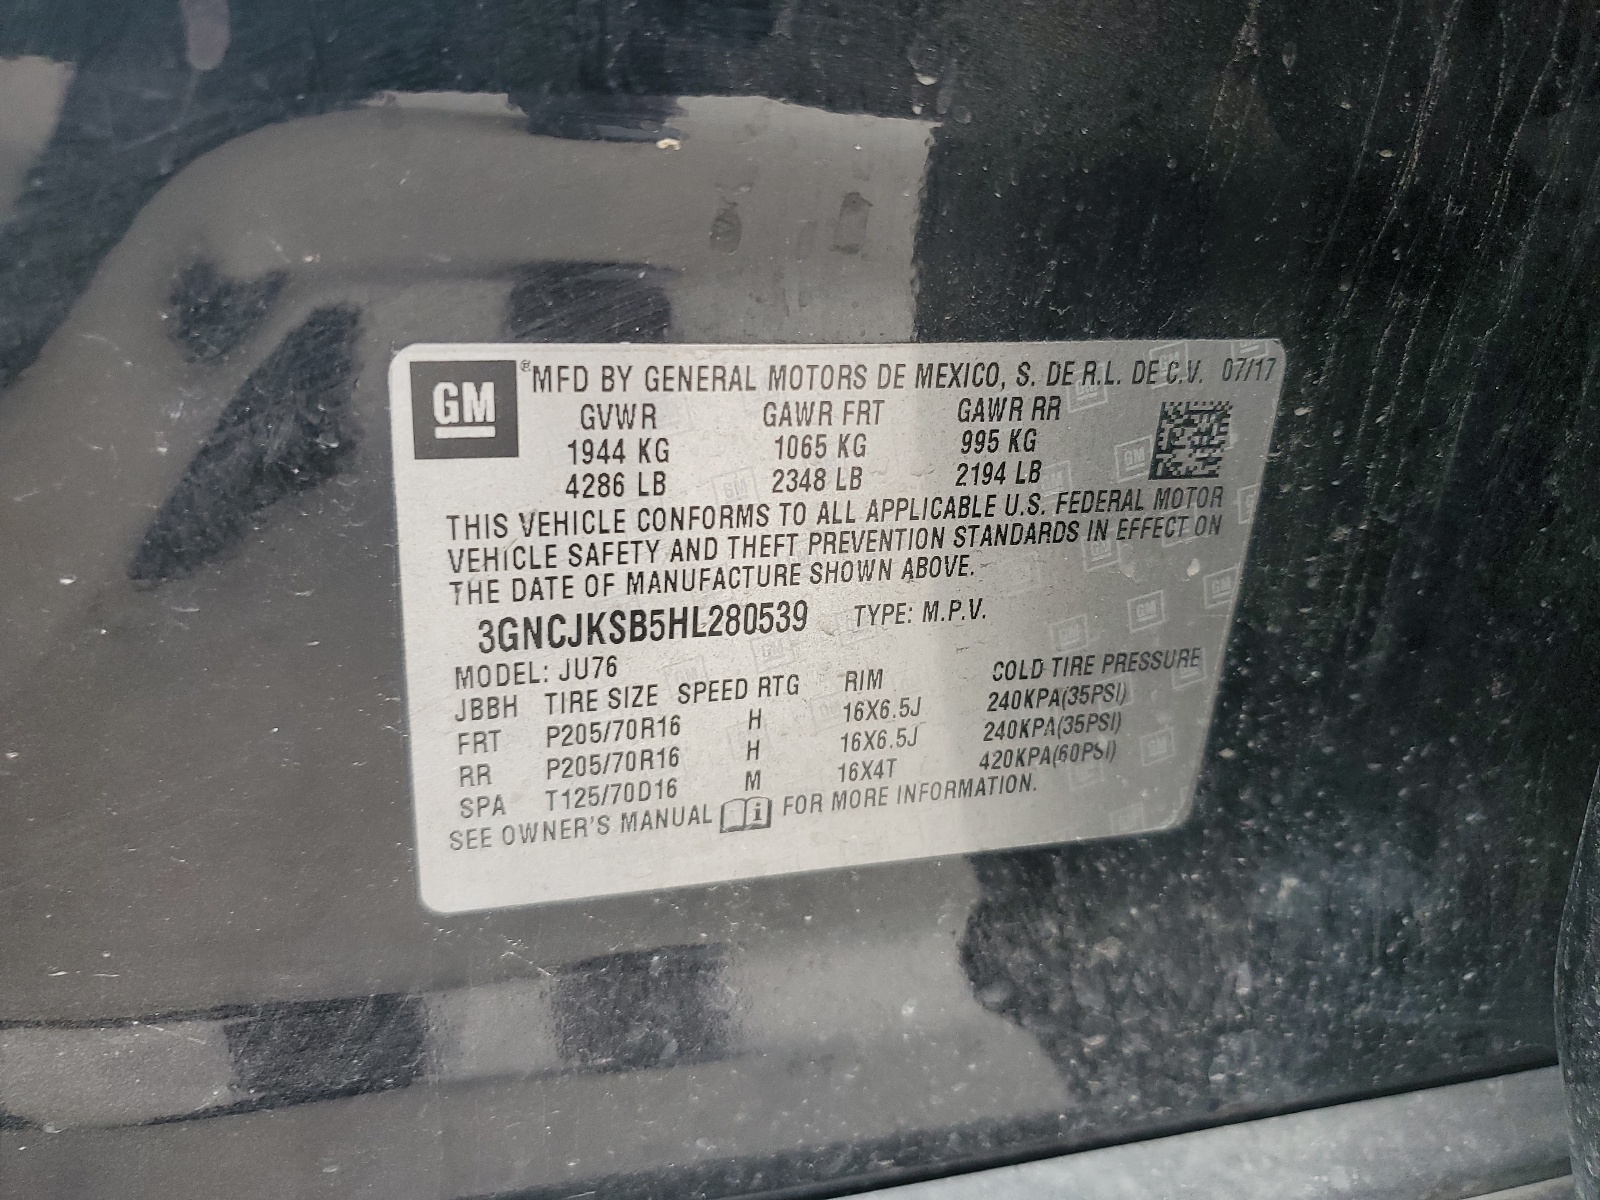 GM ® MFD BY GENERAL MOTORS DE MEXICO, S. DE R.L. DE C.V. 07/17
GVWR GAWR FRT GAWR RR
1944 KG 1065 KG 995 KG
4286 LB 2348 LB 2194 LB
THIS VEHICLE CONFORMS TO ALL APPLICABLE U.S. FEDERAL MOTOR
VEHICLE SAFETY AND THEFT PREVENTION STANDARDS IN EFFECT ON
THE DATE OF MANUFACTURE SHOWN ABOVE.
3GNCJKSB5HL280539 TYPE: M.P.V.
MODEL: JU76
JBBH TIRE SIZE SPEED RTG RIM COLD TIRE PRESSURE
FRT P205/70R16 H 16X6.5J 240KPA(35PSI)
RR P205/70R16 H 16X6.5J 240KPA(35PSI)
SPA T125/70D16 M 16X4T 420KPA(60PSI)
SEE OWNER'S MANUAL i FOR MORE INFORMATION.